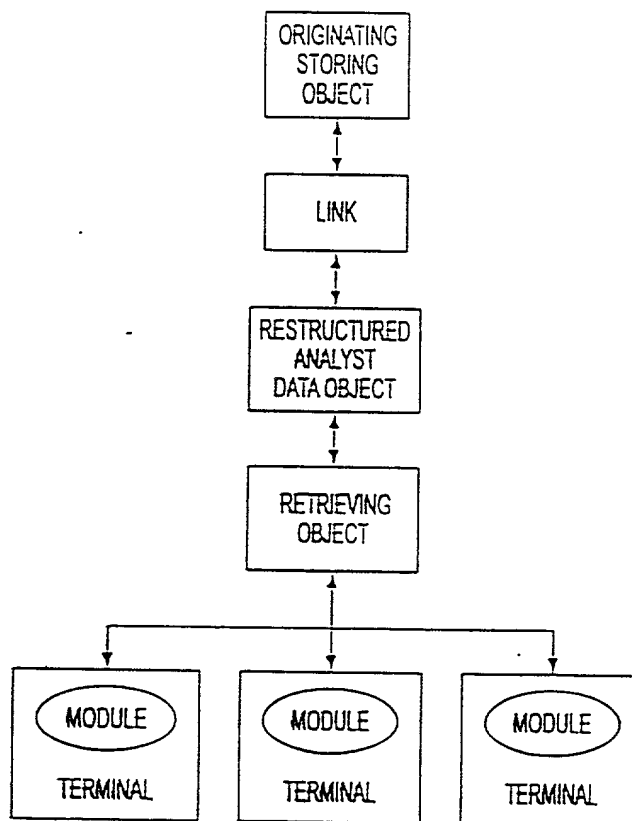 ORIGINATING
STORING
OBJECT
LINK
RESTRUCTURED
ANALYST
DATA OBJECT
RETRIEVING
OBJECT
MODULE
TERMINAL
MODULE
TERMINAL
MODULE
TERMINAL